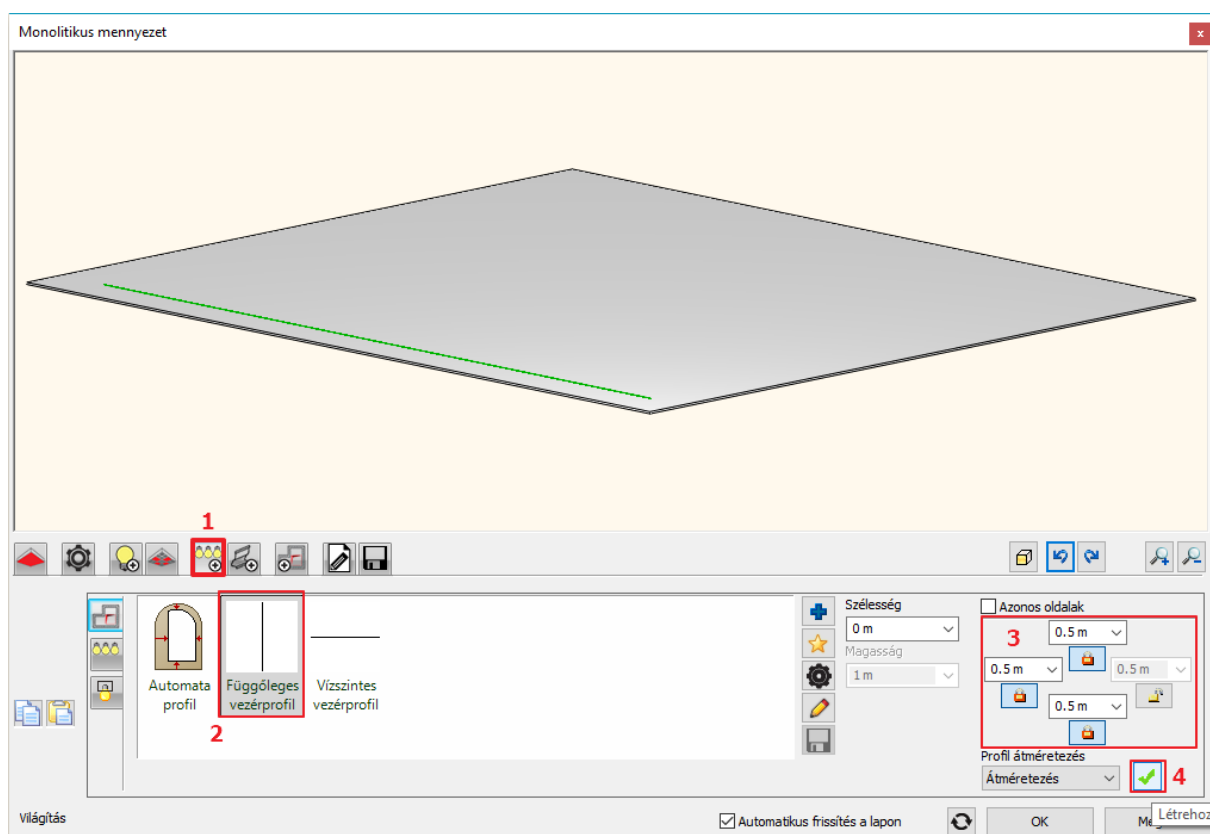 Monolitikus mennyezet
x
1
Szélesség
0 m
Magasság
1 m
Azonos oldalak
3
0.5 m
0.5 m
0.5 m
0.5 m
Automata
profil
Függőleges
vezérprofil
Vízszintes
vezérprofil
2
Profil átméretezés
Átméretezés
4
Világítás
Automatikus frissítés a lapon
OK
Létrehoz